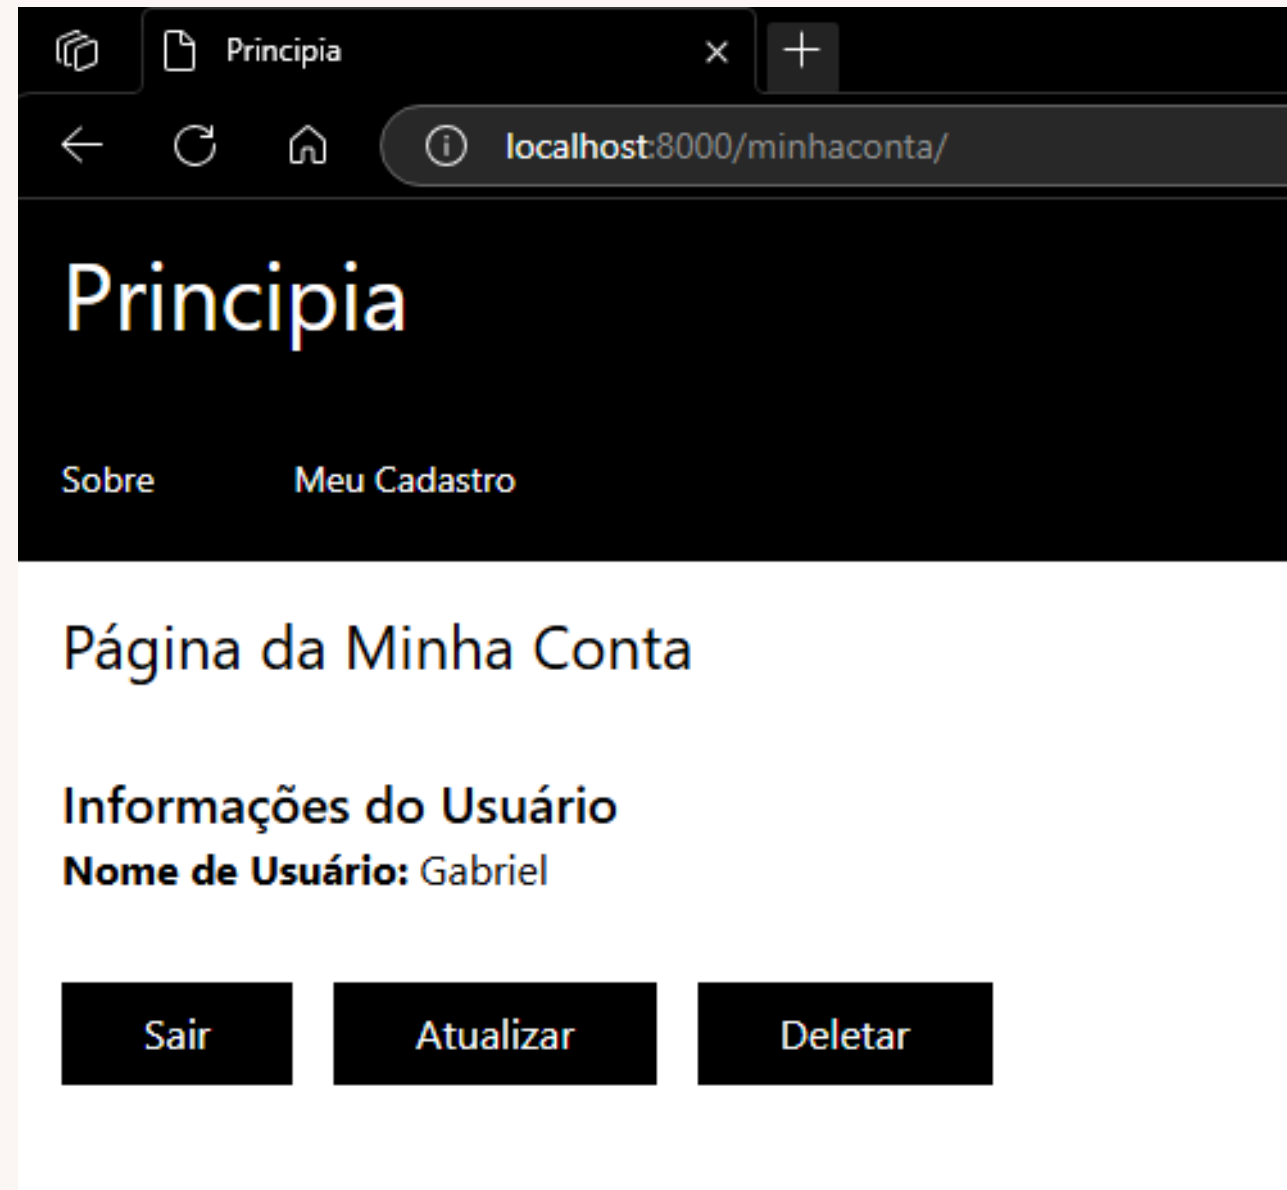 Principia
localhost:8000/minhaconta/
Principia
Sobre Meu Cadastro
Página da Minha Conta
Informações do Usuário
Nome de Usuário: Gabriel
Sair Atualizar Deletar